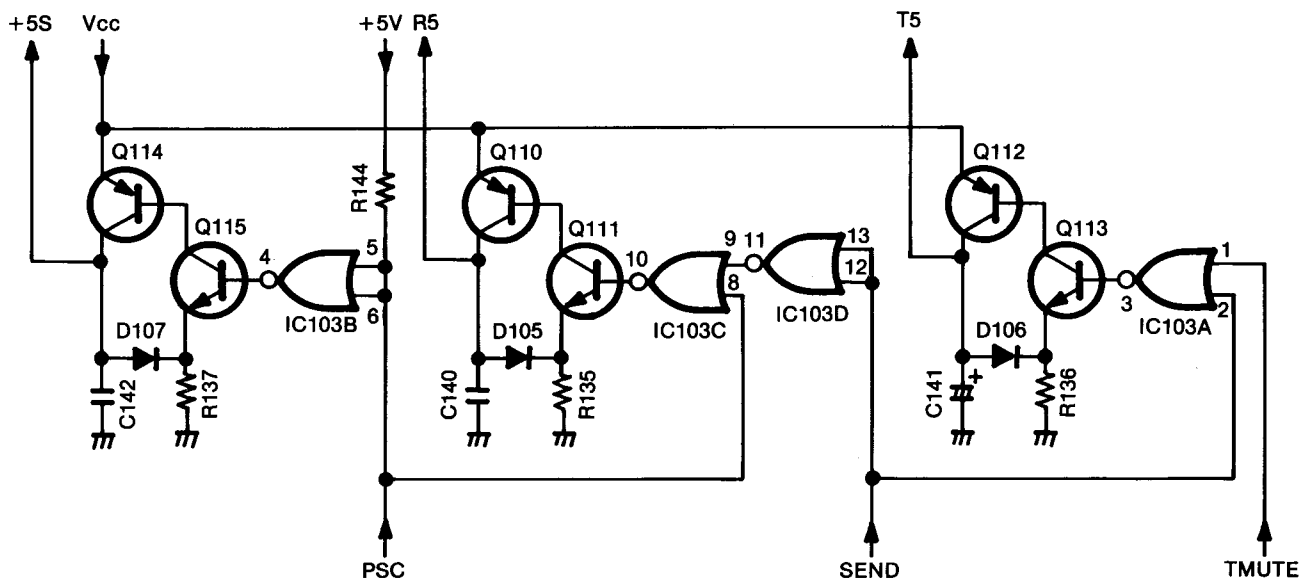 +5S Vcc +5V R5 T5
Q114 Q110 Q112
R144
Q115 Q111 Q113
4 5 6 10 9 8 11 13 12 3 1 2
IC103B IC103C IC103D IC103A
D107 D105 D106
C142 R137 C140 R135 C141 + R136
PSC SEND TMUTE